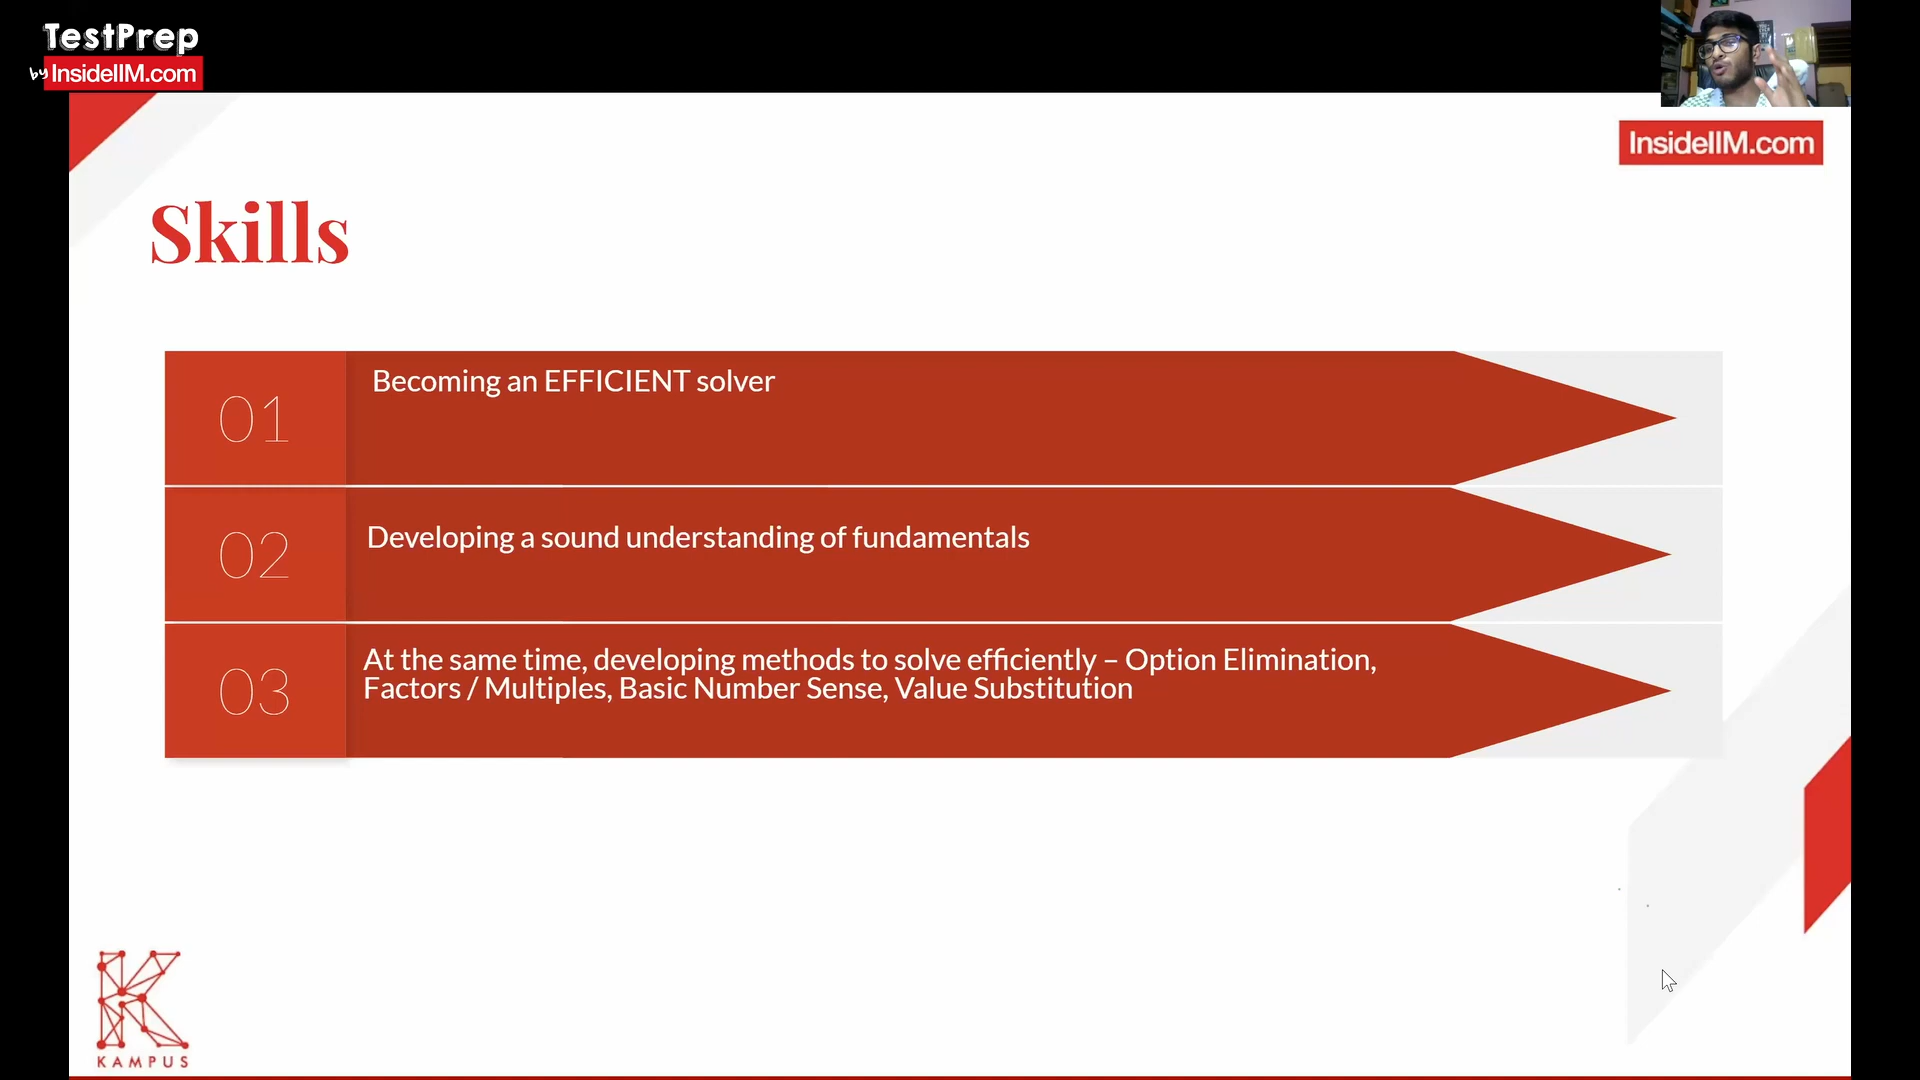 TestPrep
by InsideIIM.com
InsideIIM.com
Skills
01
Becoming an EFFICIENT solver
02
Developing a sound understanding of fundamentals
03
At the same time, developing methods to solve efficiently – Option Elimination,
Factors / Multiples, Basic Number Sense, Value Substitution
KAMPUS